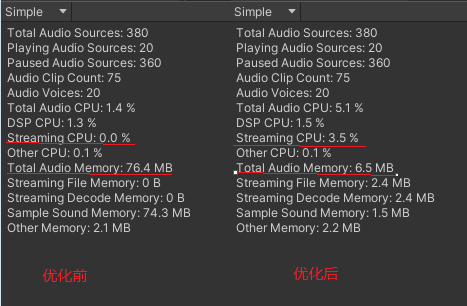 Simple
Total Audio Sources: 380
Playing Audio Sources: 20
Paused Audio Sources: 360
Audio Clip Count: 75
Audio Voices: 20
Total Audio CPU: 1.4 %
DSP CPU: 1.3 %
Streaming CPU: 0.0 %
Other CPU: 0.1 %
Total Audio Memory: 76.4 MB
Streaming File Memory: 0 B
Streaming Decode Memory: 0 B
Sample Sound Memory: 74.3 MB
Other Memory: 2.1 MB
优化前
Simple
Total Audio Sources: 380
Playing Audio Sources: 20
Paused Audio Sources: 360
Audio Clip Count: 75
Audio Voices: 20
Total Audio CPU: 5.1 %
DSP CPU: 1.5 %
Streaming CPU: 3.5 %
Other CPU: 0.1 %
Total Audio Memory: 6.5 MB
Streaming File Memory: 2.4 MB
Streaming Decode Memory: 2.4 MB
Sample Sound Memory: 1.5 MB
Other Memory: 2.2 MB
优化后